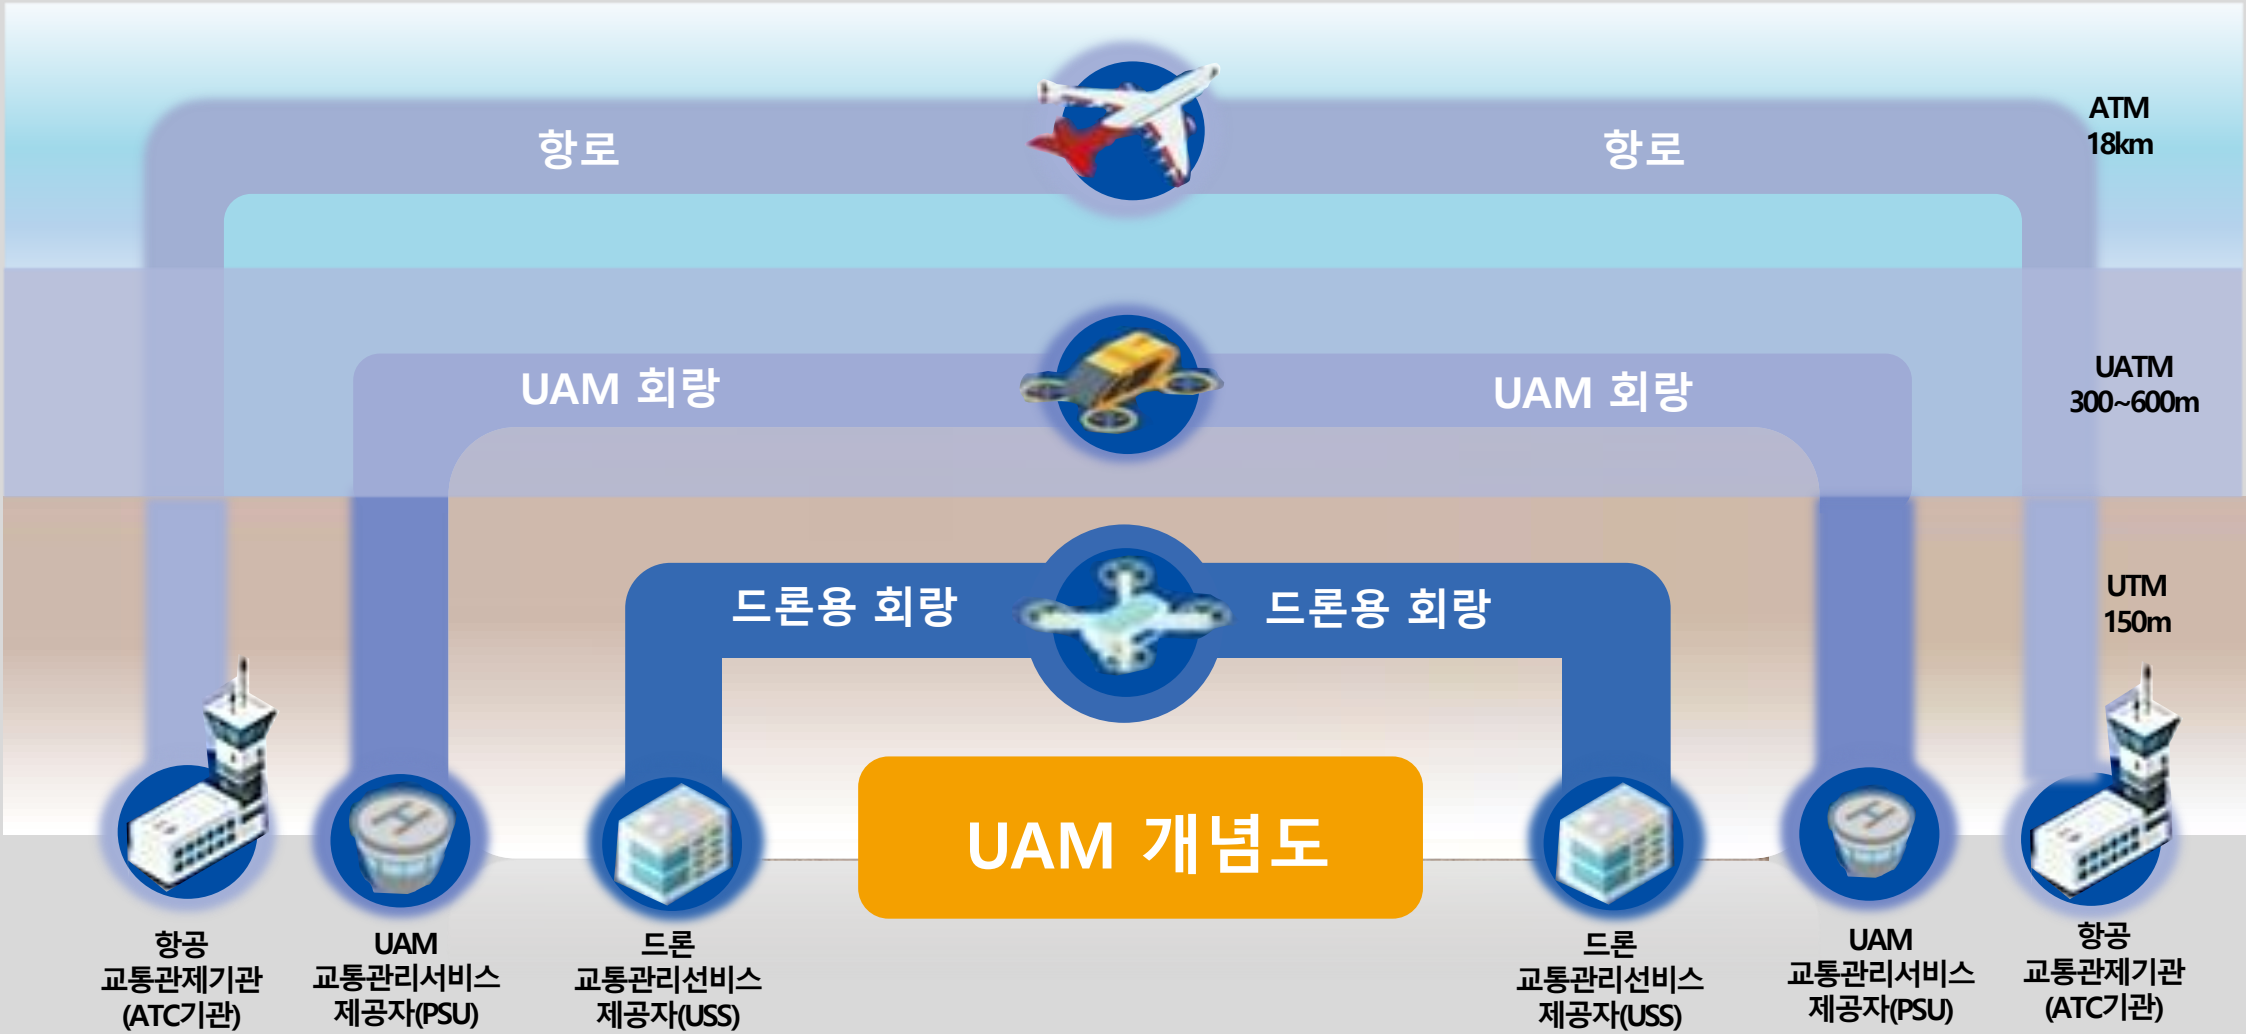 항로
항로
ATM
18km
UAM 회랑
UAM 회랑
UATM
300~600m
드론용 회랑
드론용 회랑
UTM
150m
UAM 개념도
항공
교통관제기관
(ATC기관)
UAM
교통관리서비스
제공자(PSU)
드론
교통관리선비스
제공자(USS)
드론
교통관리선비스
제공자(USS)
UAM
교통관리서비스
제공자(PSU)
항공
교통관제기관
(ATC기관)